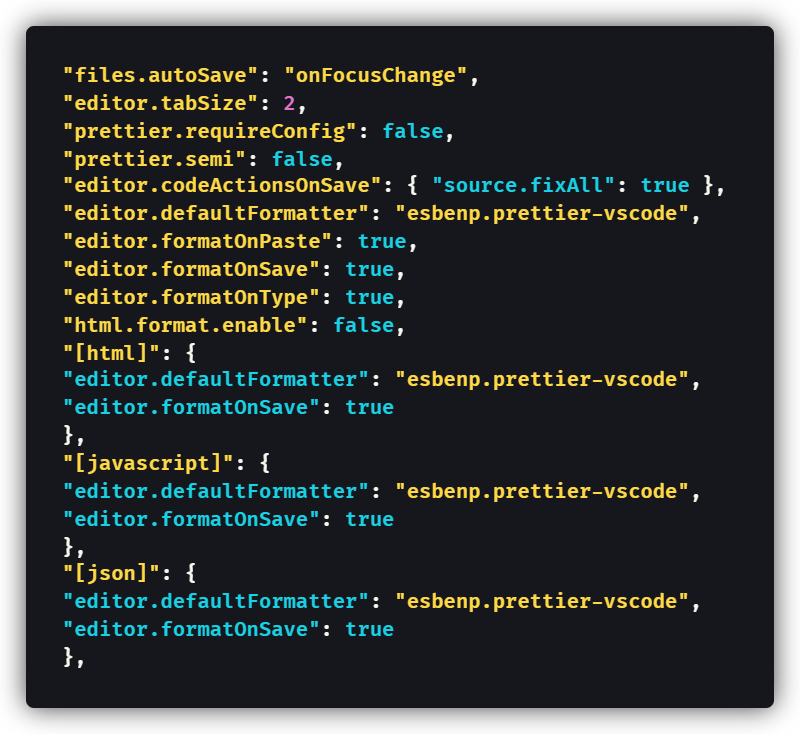 "files.autoSave": "onFocusChange",
"editor.tabSize": 2,
"prettier.requireConfig": false,
"prettier.semi": false,
"editor.codeActionsOnSave": { "source.fixAll": true },
"editor.defaultFormatter": "esbenp.prettier-vscode",
"editor.formatOnPaste": true,
"editor.formatOnSave": true,
"editor.formatOnType": true,
"html.format.enable": false,
"[html]": {
"editor.defaultFormatter": "esbenp.prettier-vscode",
"editor.formatOnSave": true
},
"[javascript]": {
"editor.defaultFormatter": "esbenp.prettier-vscode",
"editor.formatOnSave": true
},
"[json]": {
"editor.defaultFormatter": "esbenp.prettier-vscode",
"editor.formatOnSave": true
},